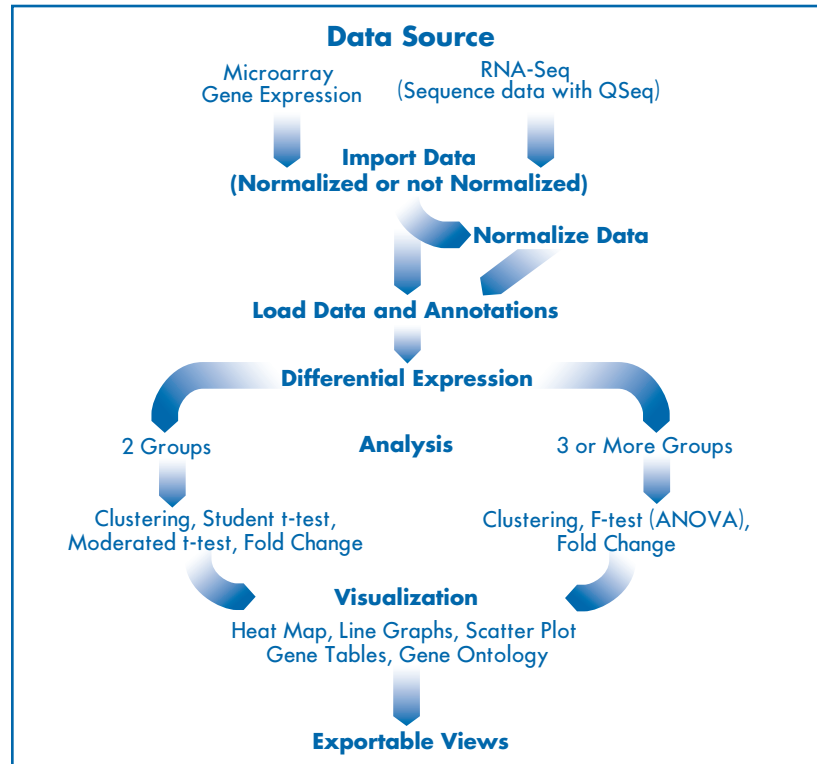 Data Source
Microarray
Gene Expression
RNA-Seq
(Sequence data with QSeq)
Import Data
(Normalized or not Normalized)
Normalize Data
Load Data and Annotations
Differential Expression
2 Groups
Analysis
3 or More Groups
Clustering, Student t-test,
Moderated t-test, Fold Change
Clustering, F-test (ANOVA),
Fold Change
Visualization
Heat Map, Line Graphs, Scatter Plot
Gene Tables, Gene Ontology
Exportable Views